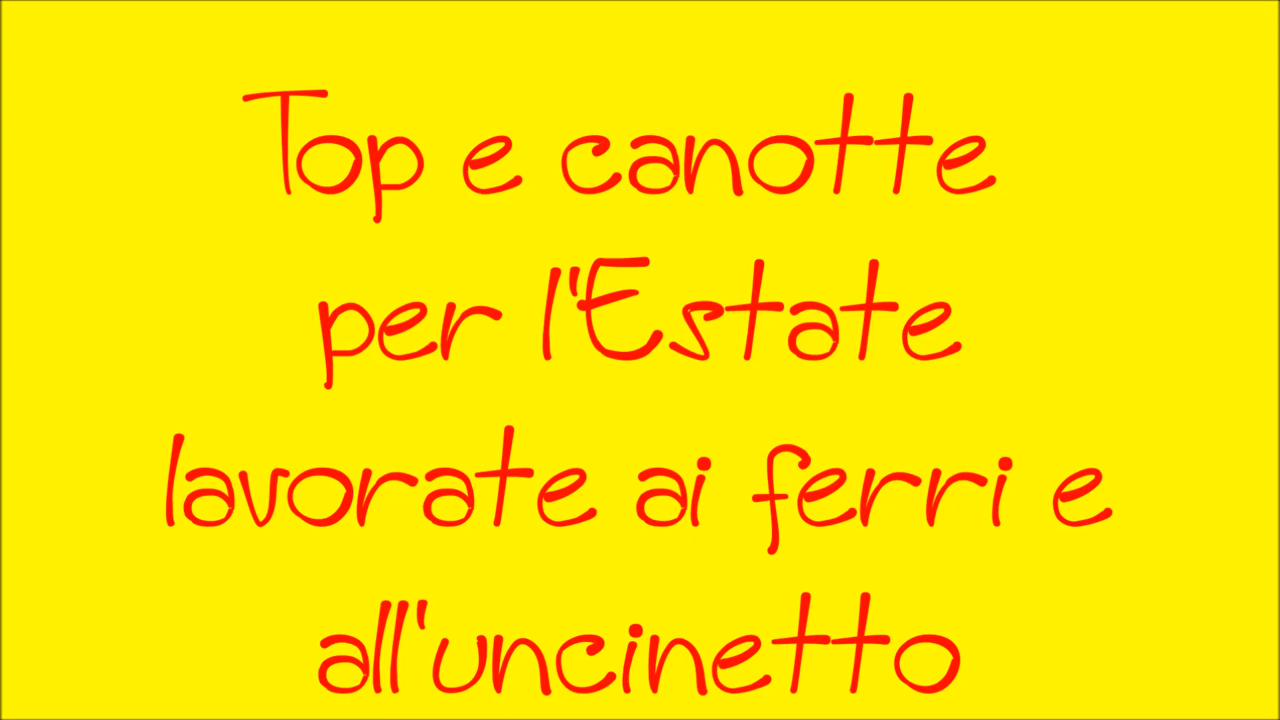 Top e canotte
per l'Estate
lavorate ai ferri e
all'uncinetto